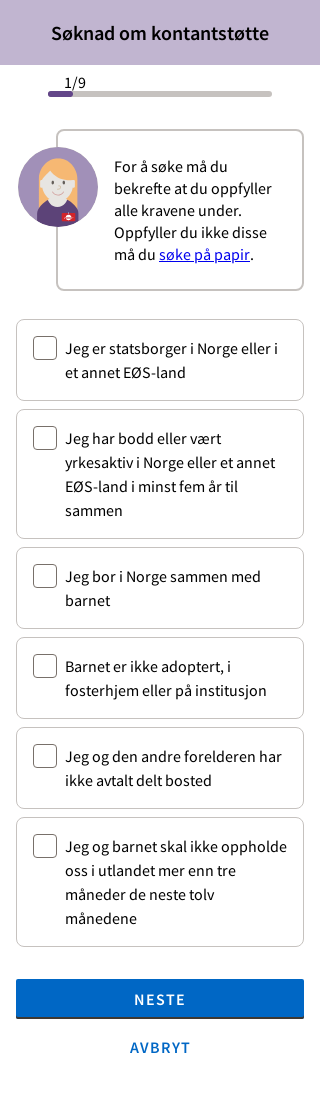 Søknad om kontantstøtte
1/9
For å søke må du
bekrefte at du oppfyller
alle kravene under.
Oppfyller du ikke disse
må du søke på papir.
Jeg er statsborger i Norge eller i
et annet EØS-land
Jeg har bodd eller vært
yrkesaktiv i Norge eller et annet
EØS-land i minst fem år til
sammen
Jeg bor i Norge sammen med
barnet
Barnet er ikke adoptert, i
fosterhjem eller på institusjon
Jeg og den andre forelderen har
ikke avtalt delt bosted
Jeg og barnet skal ikke oppholde
oss i utlandet mer enn tre
måneder de neste tolv
månedene
NESTE
AVBRYT